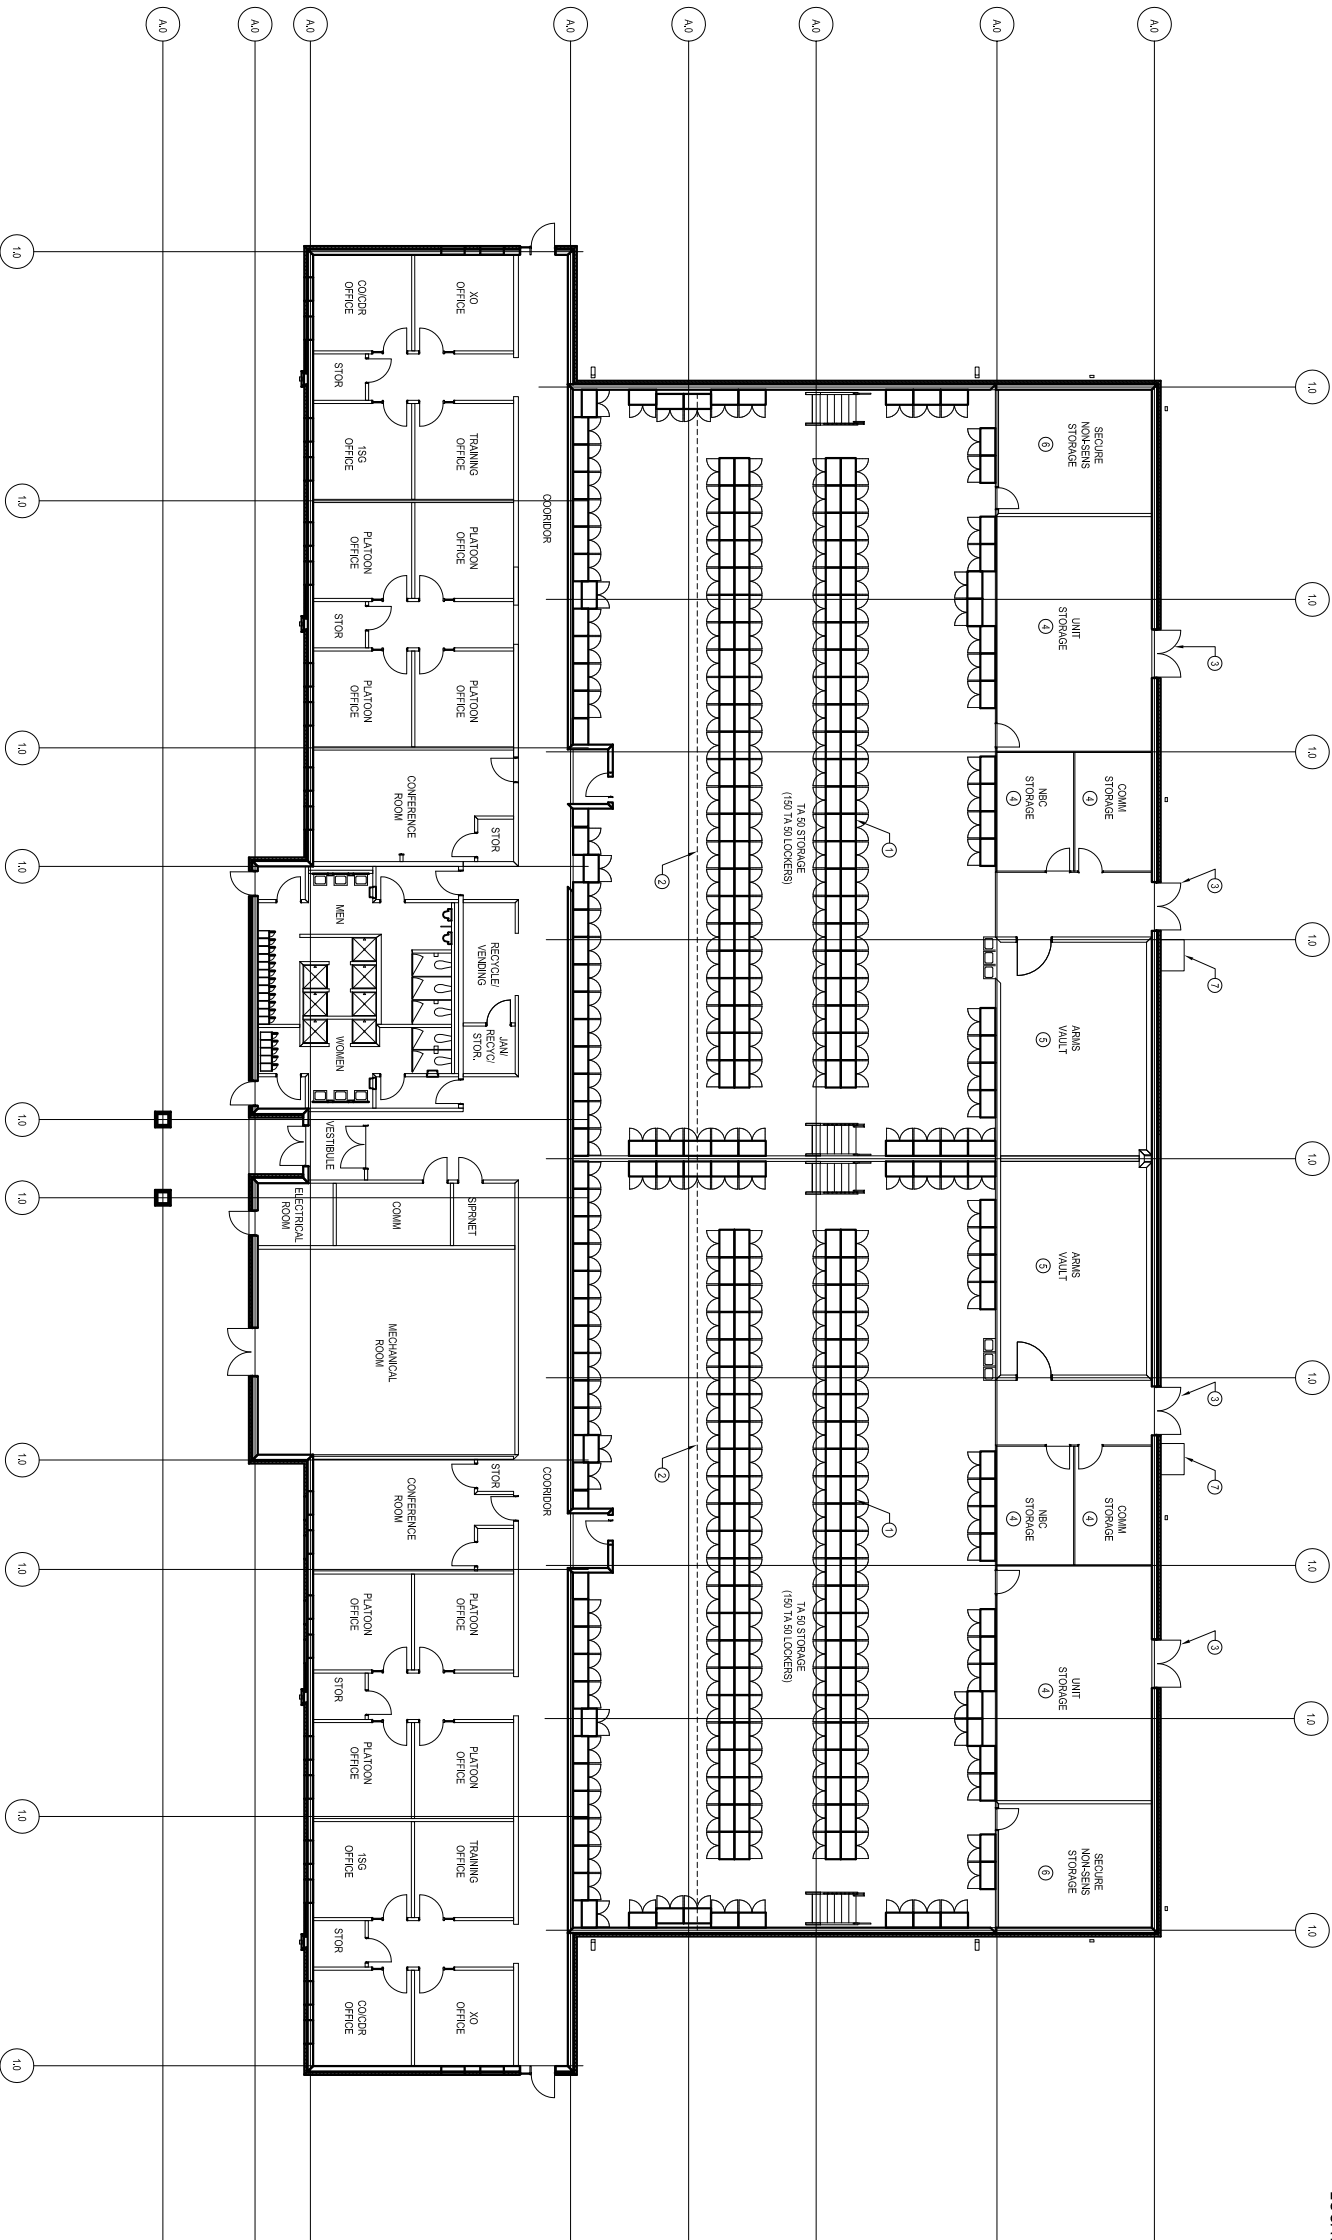 1.0
1.0
1.0
1.0
1.0
1.0
1.0
1.0
1.0
3
3
7
3
7
3
A.0
COMM
STORAGE
4
COMM
STORAGE
4
SECURE
NON-SENS
STORAGE
6
UNIT
STORAGE
4
ARMS
VAULT
5
ARMS
VAULT
5
UNIT
STORAGE
4
SECURE
NON-SENS
STORAGE
6
NBC
STORAGE
4
NBC
STORAGE
4
A.0
1
1
A.0
TA 50 STORAGE
(150 TA 50 LOCKERS)
TA 50 STORAGE
(150 TA 50 LOCKERS)
A.0
2
2
A.0
COORIDOR
COORIDOR
XO
OFFICE
TRAINING
OFFICE
PLATOON
OFFICE
PLATOON
OFFICE
STOR
RECYCLE/
VENDING
JAN/
RECYC/
STOR.
SIPRNET
STOR
PLATOON
OFFICE
PLATOON
OFFICE
TRAINING
OFFICE
XO
OFFICE
CONFERENCE
ROOM
COMM
MECHANICAL
ROOM
CONFERENCE
ROOM
CO/CDR
OFFICE
STOR
1SG
OFFICE
PLATOON
OFFICE
STOR
PLATOON
OFFICE
MEN
WOMEN
VESTIBULE
ELECTRICAL
ROOM
PLATOON
OFFICE
STOR
PLATOON
OFFICE
1SG
OFFICE
STOR
CO/CDR
OFFICE
A.0
A.0
A.0
1.0
1.0
1.0
1.0
1.0
1.0
1.0
1.0
1.0
1.0